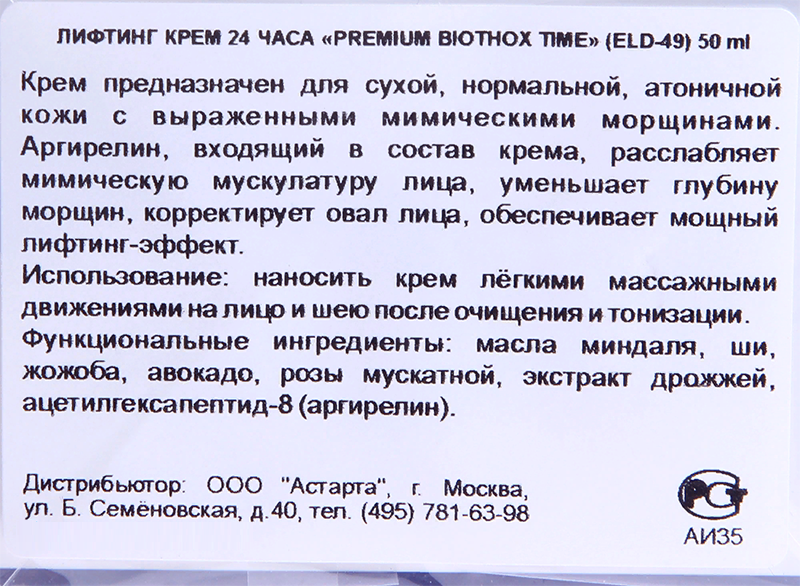 ЛИФТИНГ КРЕМ 24 ЧАСА «PREMIUM BIOTHOX TIME» (ELD-49) 50 ml
Крем предназначен для сухой, нормальной, атоничной
кожи с выраженными мимическими морщинами.
Аргирелин, входящий в состав крема, расслабляет
мимическую мускулатуру лица, уменьшает глубину
морщин, корректирует овал лица, обеспечивает мощный
лифтинг-эффект.
Использование: наносить крем лёгкими массажными
движениями на лицо и шею после очищения и тонизации.
Функциональные ингредиенты: масла миндаля, ши,
жожоба, авокадо, розы мускатной, экстракт дрожжей,
ацетилгексапептид-8 (аргирелин).
Дистрибьютор: ООО "Астарта", г. Москва,
ул. Б. Семёновская, д.40, тел. (495) 781-63-98
РСТ
АИ35